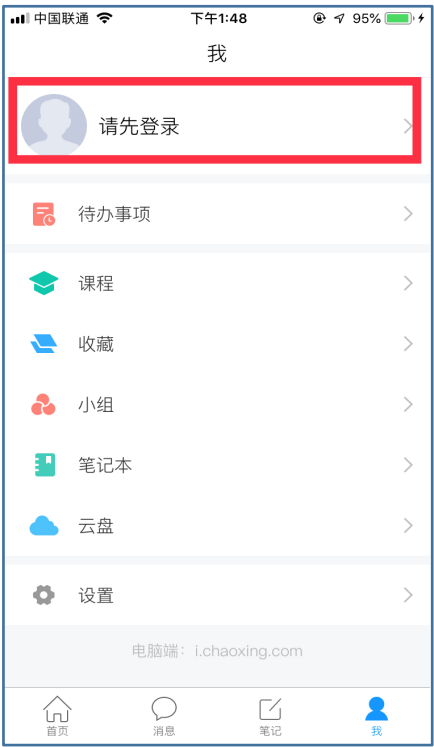 中国联通 下午1:48 95%
我
请先登录
待办事项
课程
收藏
小组
笔记本
云盘
设置
电脑端：i.chaoxing.com
首页 消息 笔记 我